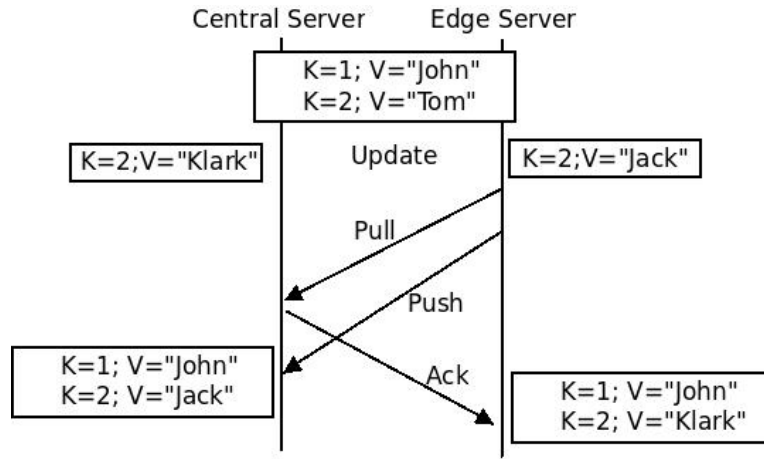 Central Server
Edge Server
K=1; V="John"
K=2; V="Tom"
K=2;V="Klark"
Update
K=2;V="Jack"
Pull
Push
K=1; V="John"
K=2; V="Jack"
Ack
K=1; V="John"
K=2; V="Klark"